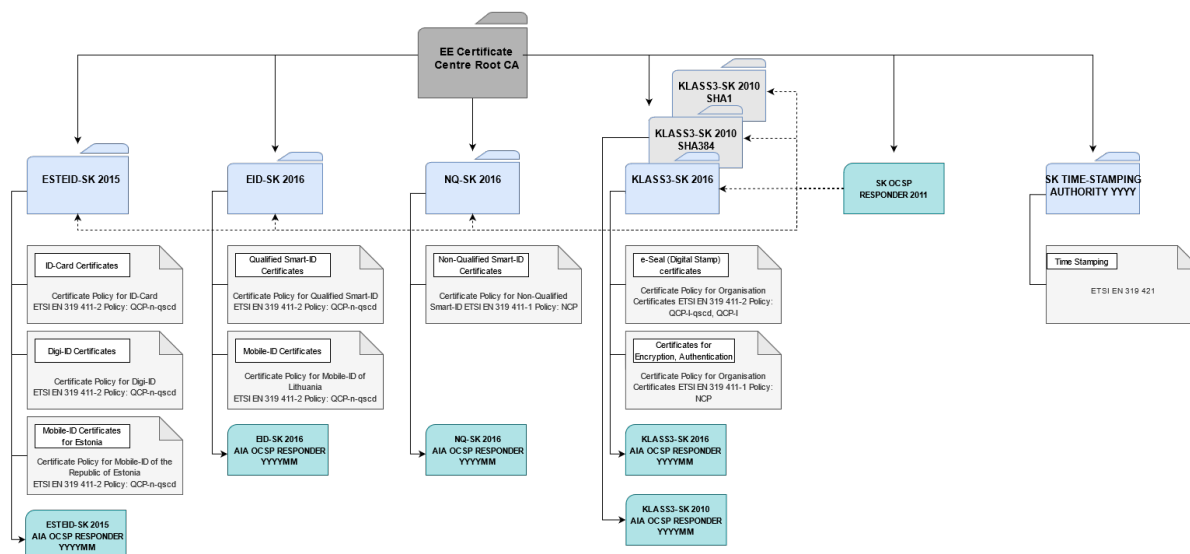 EE Certificate
Centre Root CA
KLASS3-SK 2010
SHA1
KLASS3-SK 2010
SHA384
ESTEID-SK 2015
EID-SK 2016
NQ-SK 2016
KLASS3-SK 2016
SK OCSP
RESPONDER 2011
SK TIME-STAMPING
AUTHORITY YYYY
ID-Card Certificates
Certificate Policy for ID-Card
ETSI EN 319 411-2 Policy: QCP-n-qscd
Digi-ID Certificates
Certificate Policy for Digi-ID
ETSI EN 319 411-2 Policy: QCP-n-qscd
Mobile-ID Certificates
for Estonia
Certificate Policy for Mobile-ID of the
Republic of Estonia
ETSI EN 319 411-2 Policy: QCP-n-qscd
ESTEID-SK 2015
AIA OCSP RESPONDER
YYYYMM
Qualified Smart-ID
Certificates
Certificate Policy for Qualified Smart-ID
ETSI EN 319 411-2 Policy: QCP-n-qscd
Mobile-ID Certificates
Certificate Policy for Mobile-ID of
Lithuania
ETSI EN 319 411-2 Policy: QCP-n-qscd
EID-SK 2016
AIA OCSP RESPONDER
YYYYMM
Non-Qualified Smart-ID
Certificates
Certificate Policy for Non-Qualified
Smart-ID ETSI EN 319 411-1 Policy: NCP
NQ-SK 2016
AIA OCSP RESPONDER
YYYYMM
e-Seal (Digital Stamp)
certificates
Certificate Policy for Organisation
Certificates ETSI EN 319 411-2 Policy:
QCP-l-qscd, QCP-l
Certificates for
Encryption, Authentication
Certificate Policy for Organisation
Certificates ETSI EN 319 411-1 Policy:
NCP
KLASS3-SK 2016
AIA OCSP RESPONDER
YYYYMM
KLASS3-SK 2010
AIA OCSP RESPONDER
YYYYMM
Time Stamping
ETSI EN 319 421